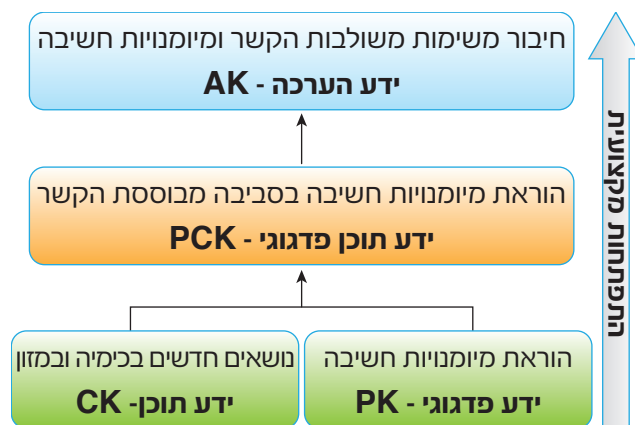 חיבור משימות משולבות הקשר ומיומנויות חשיבה
ידע הערכה - AK
הוראת מיומנויות חשיבה בסביבה מבוססת הקשר
ידע תוכן פדגוגי - PCK
הוראת מיומנויות חשיבה
ידע פדגוגי - PK
נושאים חדשים בכימיה ובמזון
ידע תוכן- CK
התפתחות מקצועית